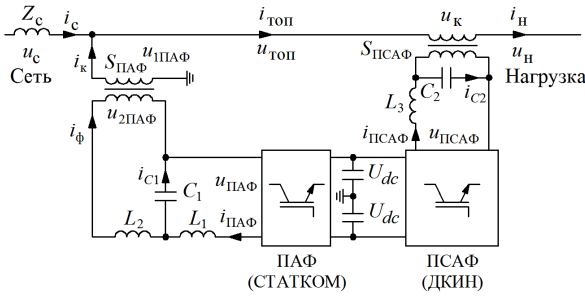 Z_с i_с i_топ u_к i_н
u_с i_к S_ПАФ u_1ПАФ u_топ S_ПСАФ u_н
Сеть C_2 i_C2 Нагрузка
u_2ПАФ L_3
i_ф i_ПСАФ u_ПСАФ
i_C1 C_1 u_ПАФ U_dc
L_2 L_1 i_ПАФ U_dc
ПАФ ПСАФ
(СТАТКОМ) (ДКИН)